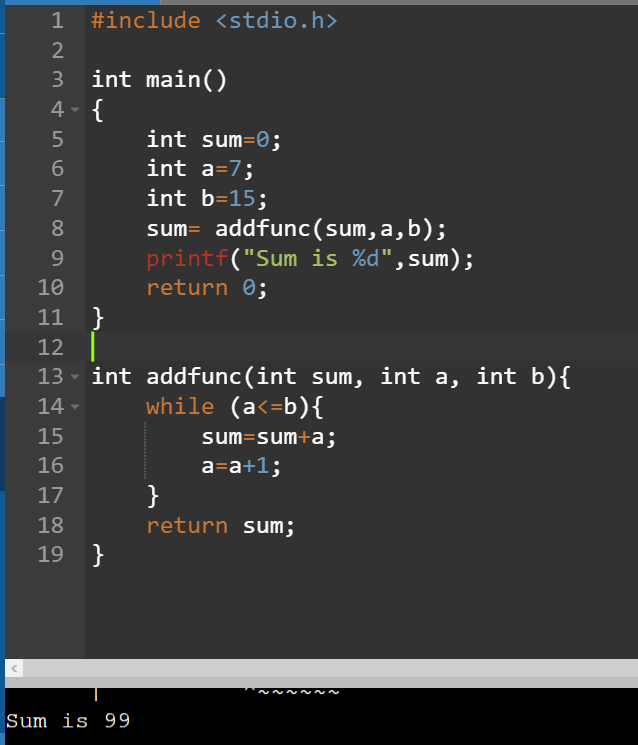 1 #include <stdio.h>
2
3 int main()
4 {
5     int sum=0;
6     int a=7;
7     int b=15;
8     sum= addfunc(sum,a,b);
9     printf("Sum is %d",sum);
10     return 0;
11 }
12
13 int addfunc(int sum, int a, int b){
14     while (a<=b){
15         sum=sum+a;
16         a=a+1;
17     }
18     return sum;
19 }
| ^~~~~~~
Sum is 99